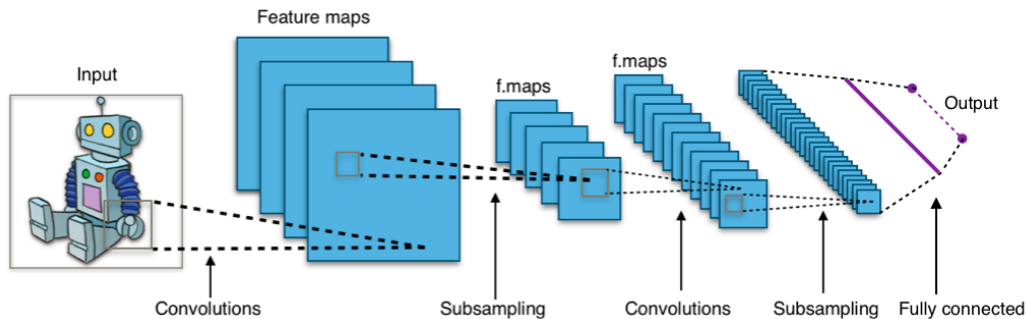 Feature maps
Input
f.maps
f.maps
Output
Convolutions
Subsampling
Convolutions
Subsampling
Fully connected